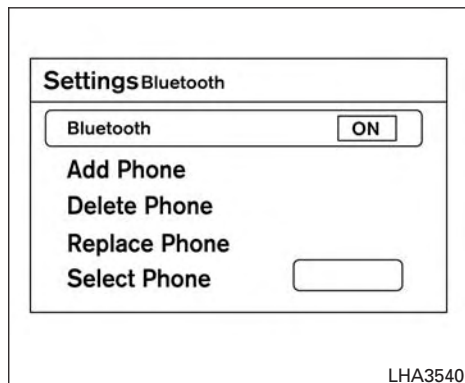 Settings Bluetooth
Bluetooth ON
Add Phone
Delete Phone
Replace Phone
Select Phone
LHA3540